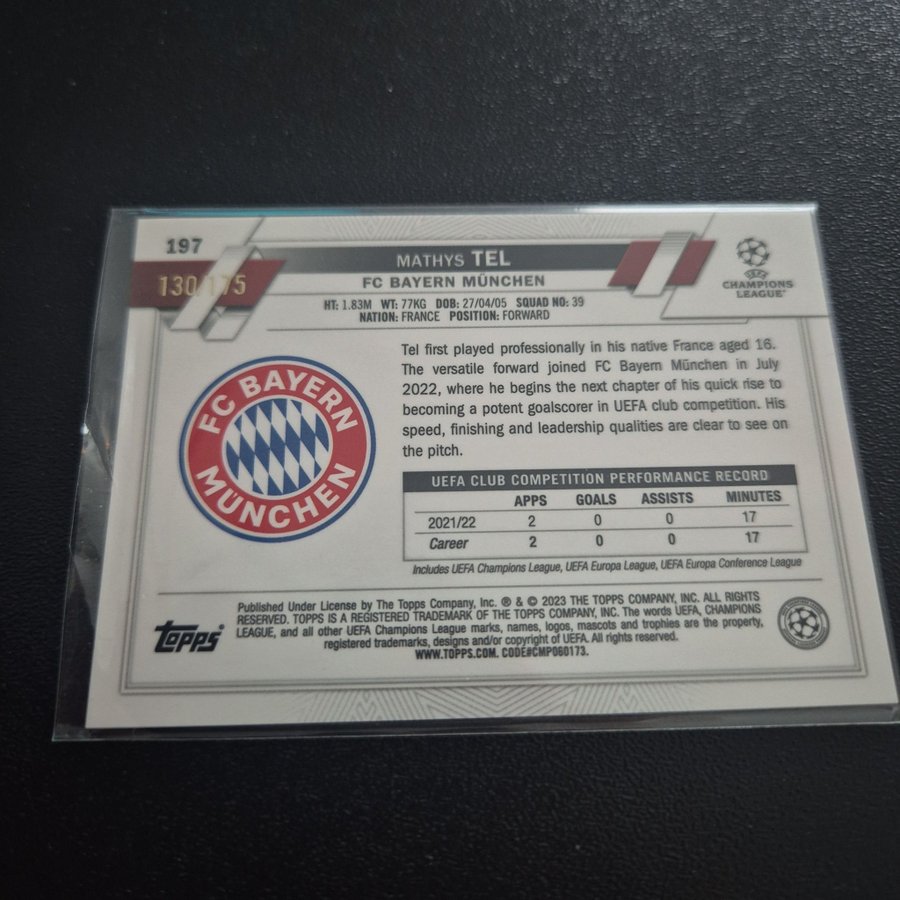 197
130/175
MATHYS TEL
FC BAYERN MÜNCHEN
HT: 1.83M WT: 77KG DOB: 27/04/05 SQUAD NO: 39
NATION: FRANCE POSITION: FORWARD
UEFA
CHAMPIONS
LEAGUE®
FC BAYERN
MÜNCHEN
Tel first played professionally in his native France aged 16.
The versatile forward joined FC Bayern München in July
2022, where he begins the next chapter of his quick rise to
becoming a potent goalscorer in UEFA club competition. His
speed, finishing and leadership qualities are clear to see on
the pitch.
UEFA CLUB COMPETITION PERFORMANCE RECORD
APPS GOALS ASSISTS MINUTES
2021/22 2 0 0 17
Career 2 0 0 17
Includes UEFA Champions League, UEFA Europa League, UEFA Europa Conference League
topps®
Published Under License by The Topps Company, Inc. ® & © 2023 THE TOPPS COMPANY, INC. ALL RIGHTS
RESERVED. TOPPS IS A REGISTERED TRADEMARK OF THE TOPPS COMPANY, INC. The words UEFA, CHAMPIONS
LEAGUE, and all other UEFA Champions League marks, names, logos, mascots and trophies are the property,
registered trademarks, designs and/or copyright of UEFA. All rights reserved.
WWW.TOPPS.COM. CODE#CMP060173.